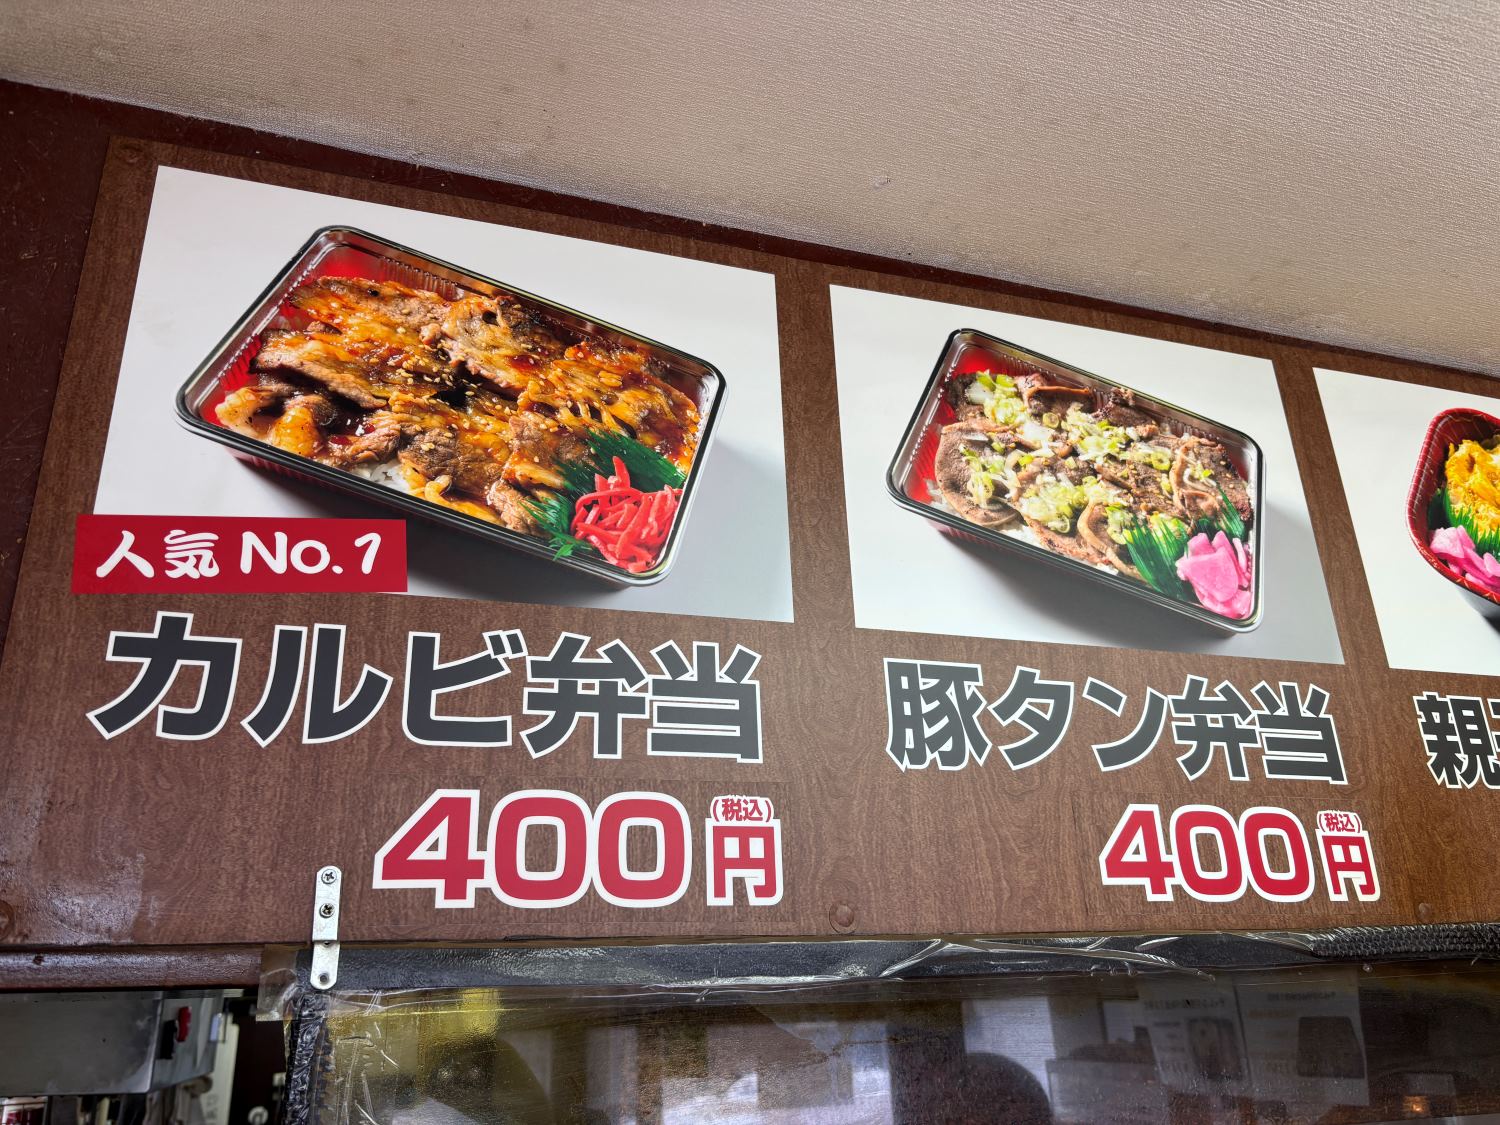 人気 No.1
カルビ弁当
400円(税込)
豚タン弁当
400円(税込)
親